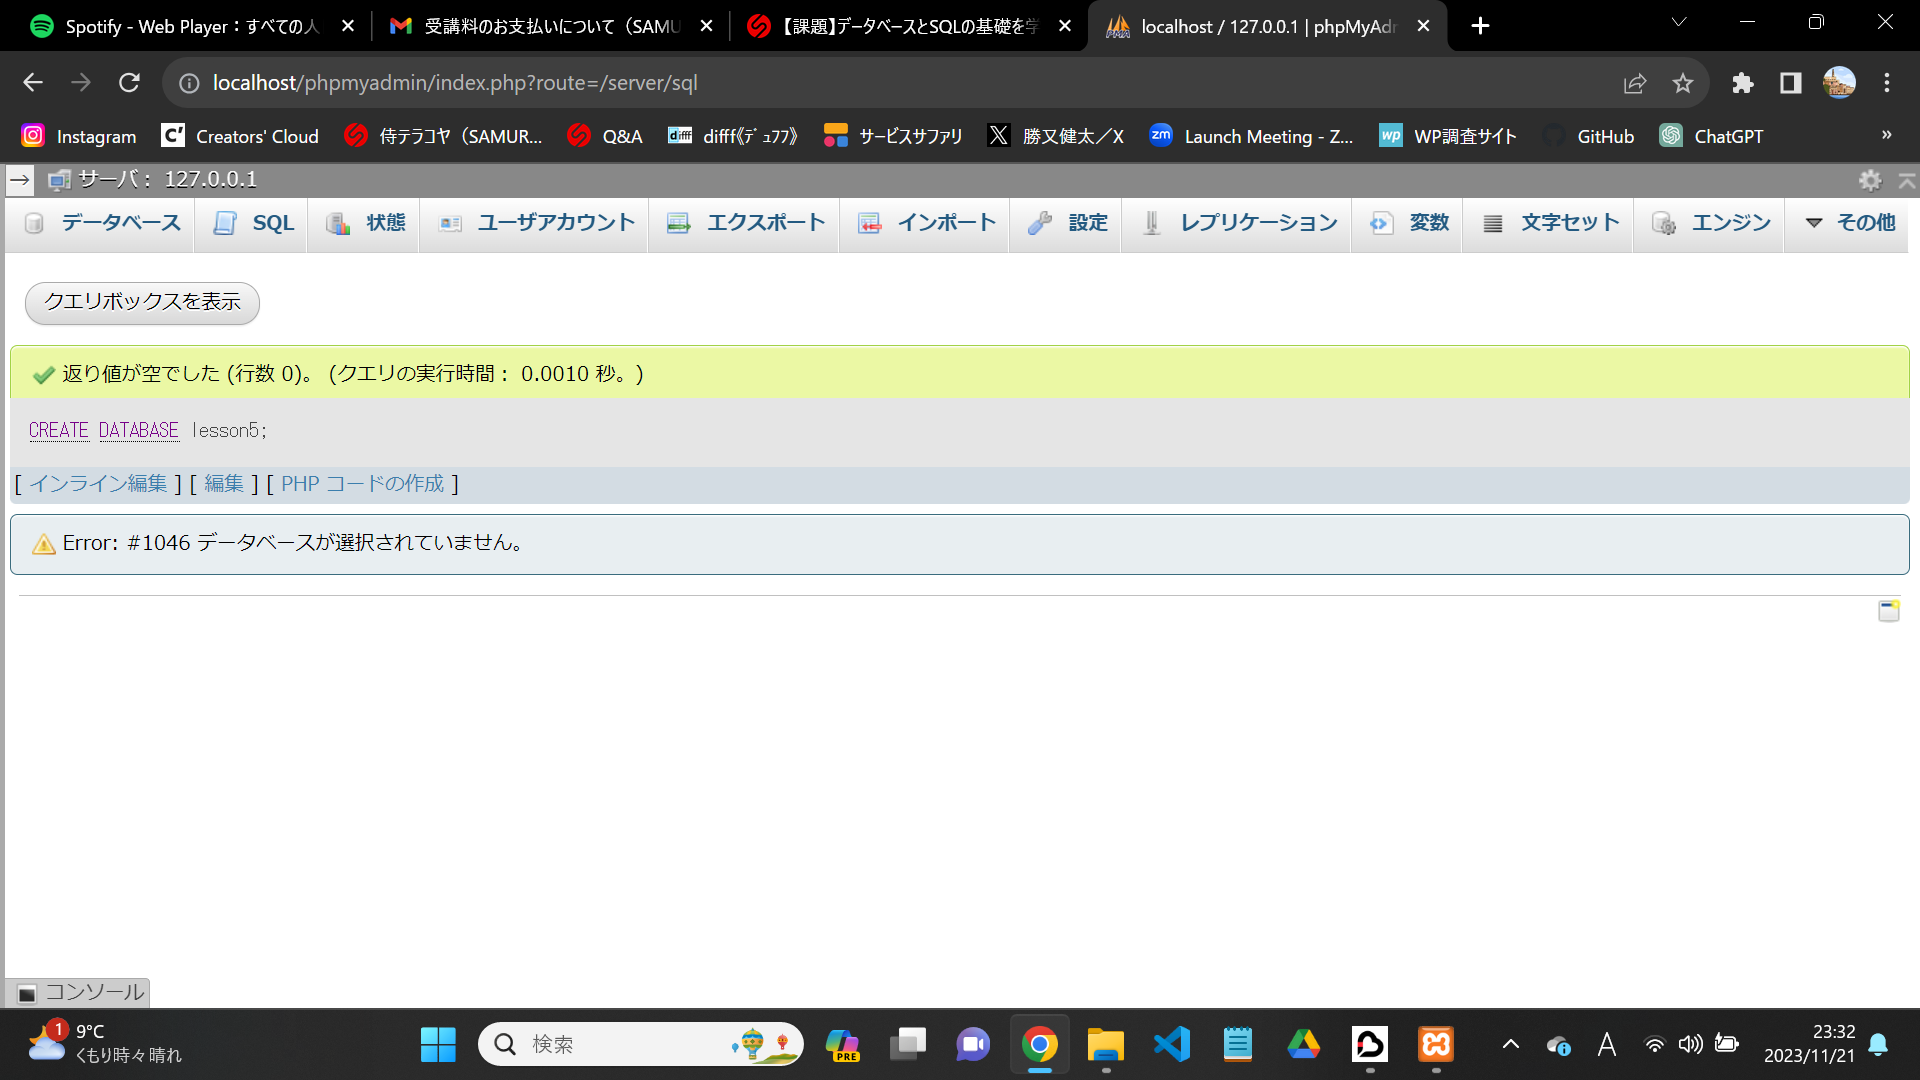 Spotify - Web Player：すべての人
受講料のお支払いについて（SAMU
【課題】データベースとSQLの基礎を学
localhost / 127.0.0.1 | phpMyAdr
localhost/phpmyadmin/index.php?route=/server/sql
Instagram
Creators' Cloud
侍テラコヤ（SAMUR...
Q&A
difff《ﾃﾞｭﾌﾌ》
サービスサファリ
勝又健太／X
Launch Meeting - Z...
WP調査サイト
GitHub
ChatGPT
»
サーバ： 127.0.0.1
データベース
SQL
状態
ユーザアカウント
エクスポート
インポート
設定
レプリケーション
変数
文字セット
エンジン
その他
クエリボックスを表示
返り値が空でした (行数 0)。 (クエリの実行時間： 0.0010 秒。)
CREATE DATABASE lesson5;
[ インライン編集 ] [ 編集 ] [ PHP コードの作成 ]
Error: #1046 データベースが選択されていません。
コンソール
1
9°C
くもり時々晴れ
検索
PRE
A
23:32
2023/11/21